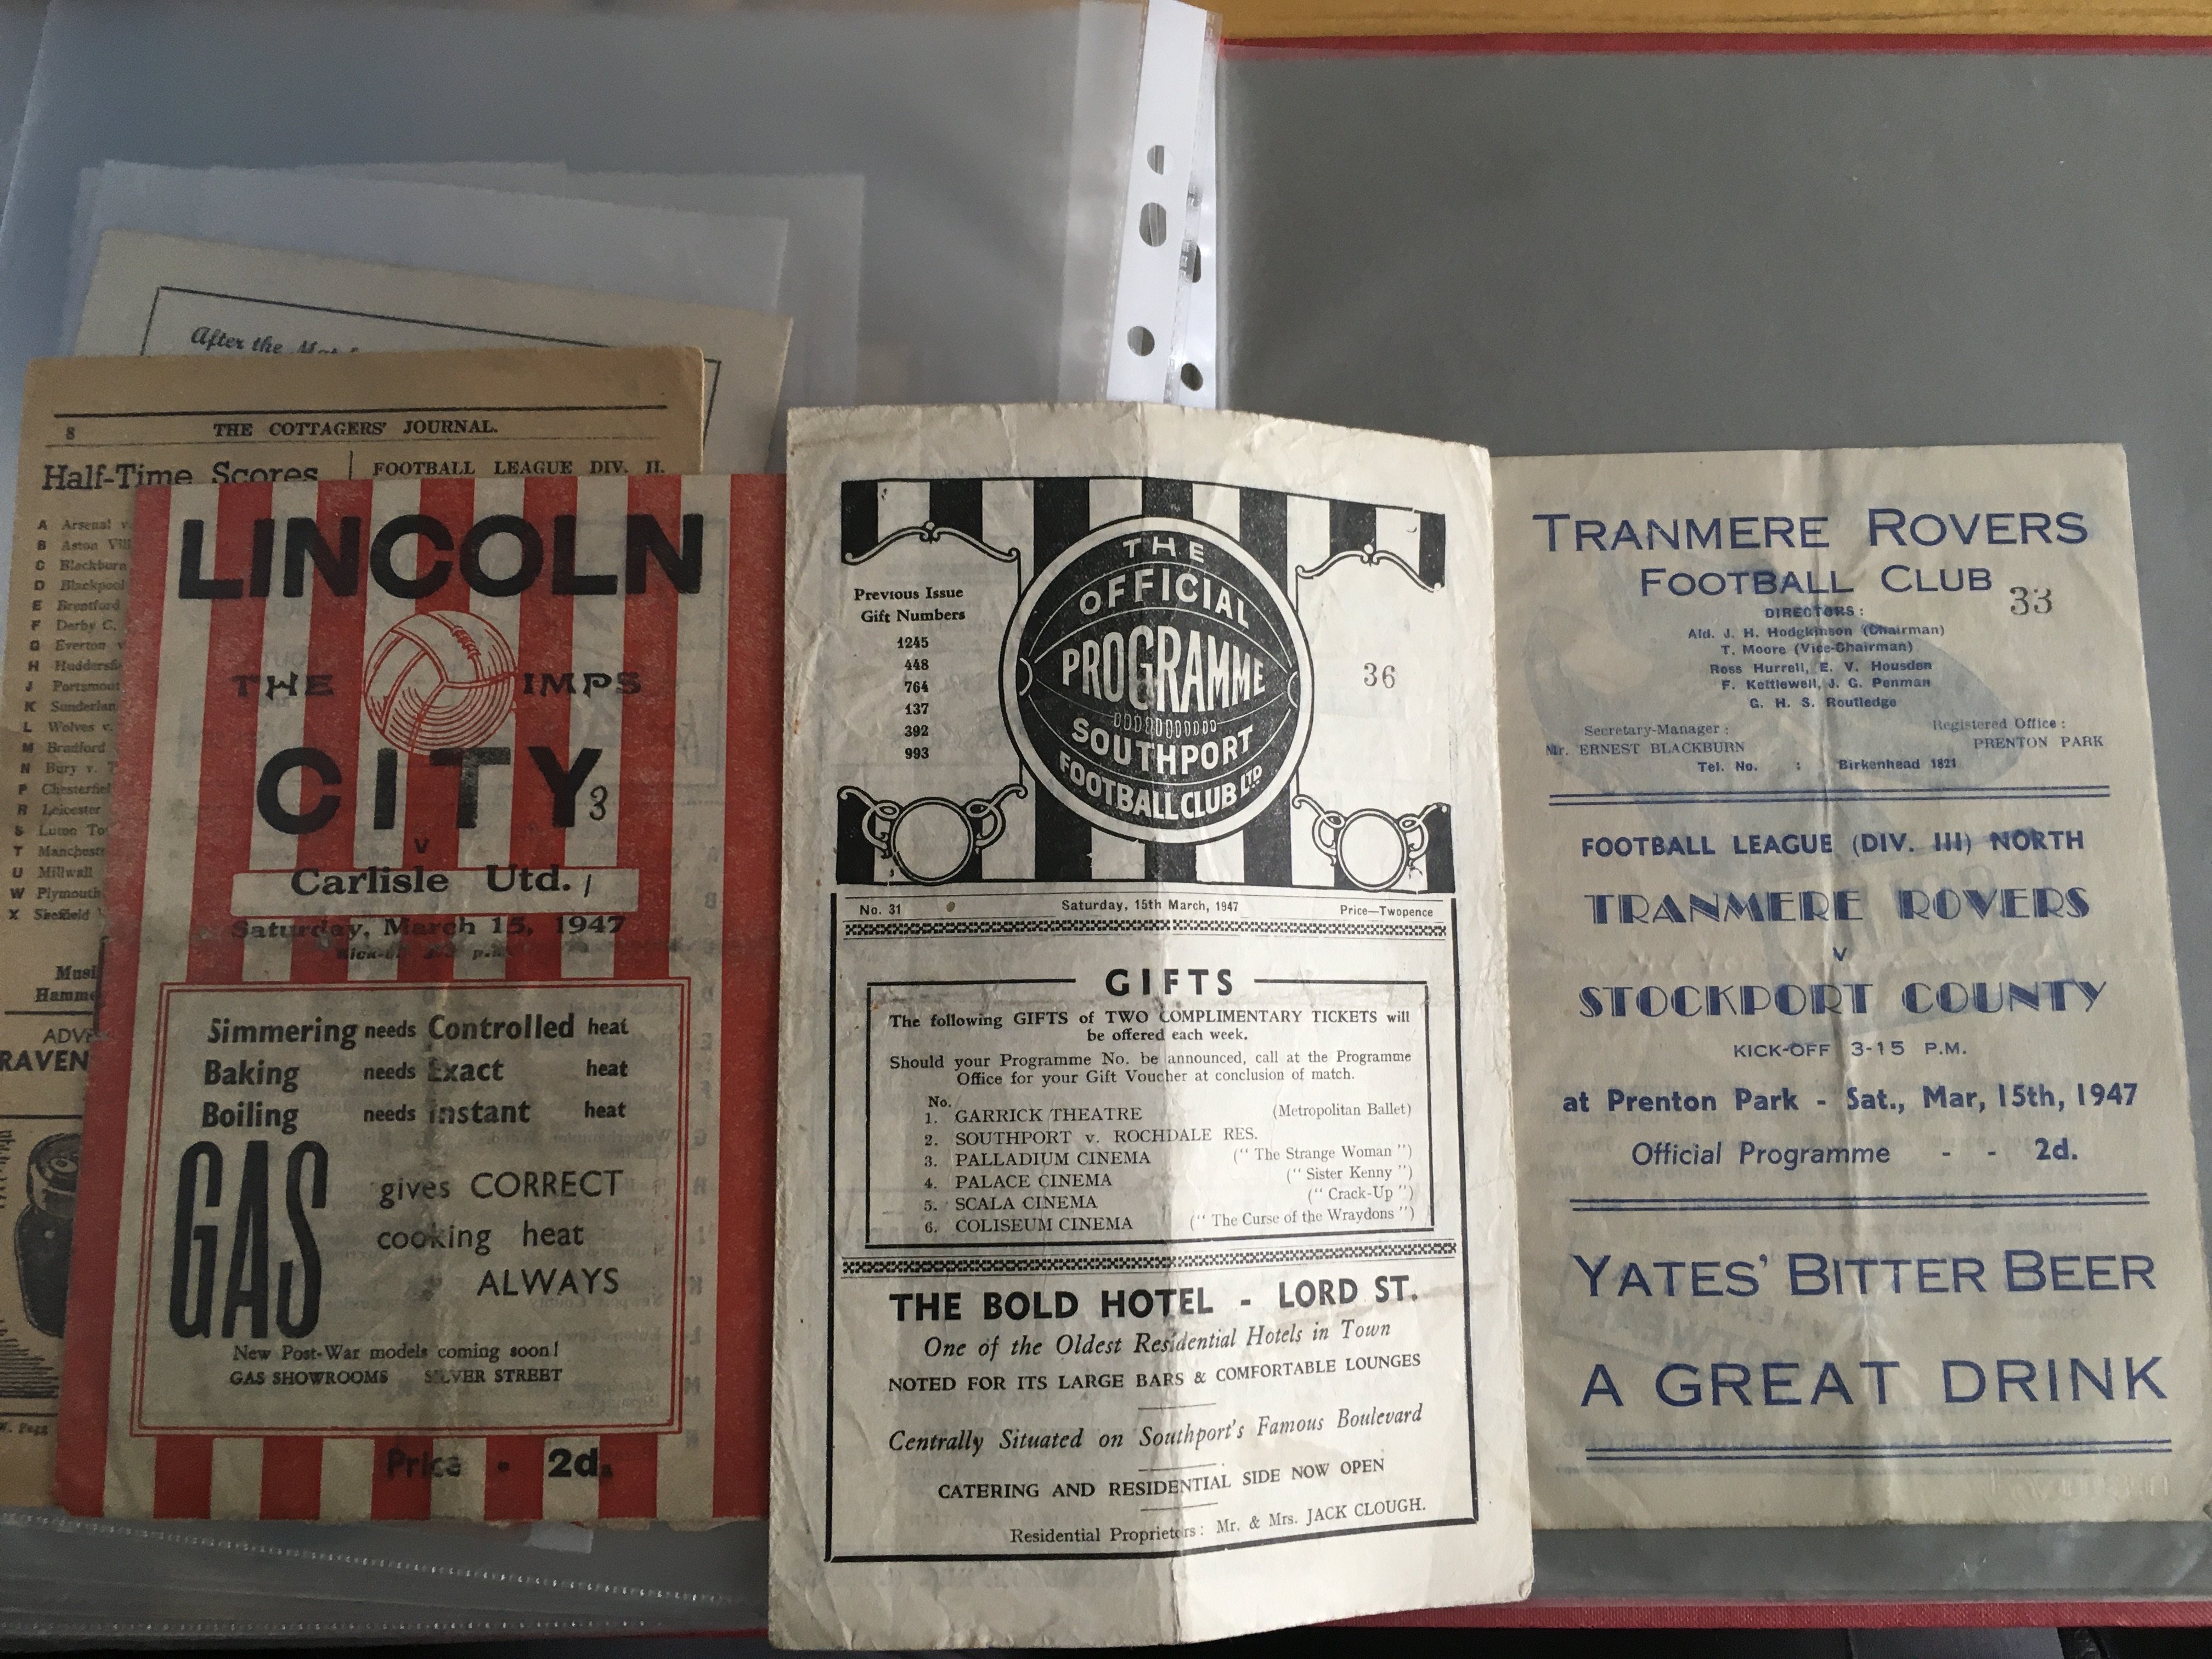 After the
8 THE COTTAGERS' JOURNAL.
Half-Time Scores
FOOTBALL LEAGUE DIV. II.
A Arsenal v.
B Aston
C Blackburn
D Blackpool
E Brentford
F Derby C.
G Everton v
H
J Portsmout
K Sunderlan
L Wolves v.
M Bradford
N Bury v.
P Chesterfiel
R Leicester
S Luton To
T Manchest
U Millwall
W Plymouth
X Sheffield
Musi
Hamme
ADV
RAVEN
W. Pegg
LINCOLN
THE IMPS
CITY 3
v
Carlisle Utd. 1
Saturday, March 15, 1947
Kick-off
Simmering needs Controlled heat
Baking needs Exact heat
Boiling needs instant heat
GAS
gives CORRECT
cooking heat
ALWAYS
New Post-War models coming soon!
GAS SHOWROOMS SILVER STREET
Price - 2d.
THE
OFFICIAL
PROGRAMME
SOUTHPORT
FOOTBALL CLUB LTD
Previous Issue
Gift Numbers
1245
448
764
137
392
993
36
No. 31 Saturday, 15th March, 1947 Price—Twopence
GIFTS
The following GIFTS of TWO COMPLIMENTARY TICKETS will
be offered each week.
Should your Programme No. be announced, call at the Programme
Office for your Gift Voucher at conclusion of match.
No.
1. GARRICK THEATRE (Metropolitan Ballet)
2. SOUTHPORT v. ROCHDALE RES.
3. PALLADIUM CINEMA (" The Strange Woman ")
4. PALACE CINEMA (" Sister Kenny ")
5. SCALA CINEMA (" Crack-Up ")
6. COLISEUM CINEMA (" The Curse of the Wraydons ")
THE BOLD HOTEL - LORD ST.
One of the Oldest Residential Hotels in Town
NOTED FOR ITS LARGE BARS & COMFORTABLE LOUNGES
Centrally Situated on Southport's Famous Boulevard
CATERING AND RESIDENTIAL SIDE NOW OPEN
Residential Proprietors: Mr. & Mrs. JACK CLOUGH.
TRANMERE ROVERS
FOOTBALL CLUB
33
DIRECTORS:
Ald. J. H. Hodgkinson (Chairman)
T. Moore (Vice-Chairman)
Ross Hurrell, E. V. Housden
F. Kettlewell, J. G. Penman
G. H. S. Routledge
Secretary-Manager: Registered Office:
Mr. ERNEST BLACKBURN PRENTON PARK
Tel. No. : Birkenhead 1821
FOOTBALL LEAGUE (DIV. III) NORTH
TRANMERE ROVERS
v
STOCKPORT COUNTY
KICK-OFF 3-15 P.M.
at Prenton Park - Sat., Mar, 15th, 1947
Official Programme - - 2d.
YATES' BITTER BEER
A GREAT DRINK